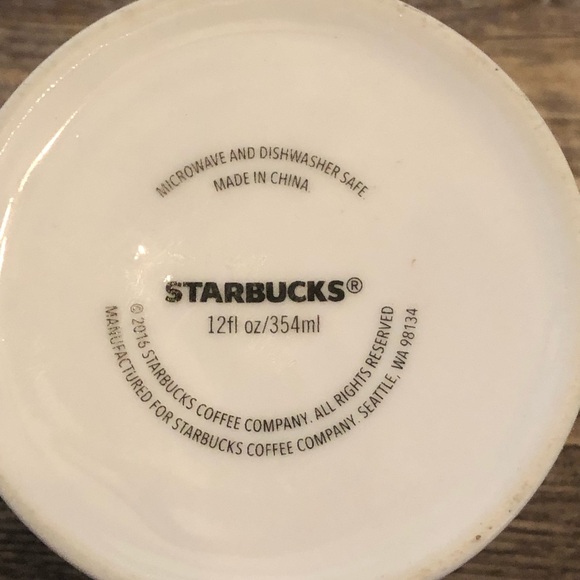 MICROWAVE AND DISHWASHER SAFE
MADE IN CHINA
STARBUCKS®
12fl oz/354ml
© 2016 STARBUCKS COFFEE COMPANY. ALL RIGHTS RESERVED
MANUFACTURED FOR STARBUCKS COFFEE COMPANY. SEATTLE, WA 98134